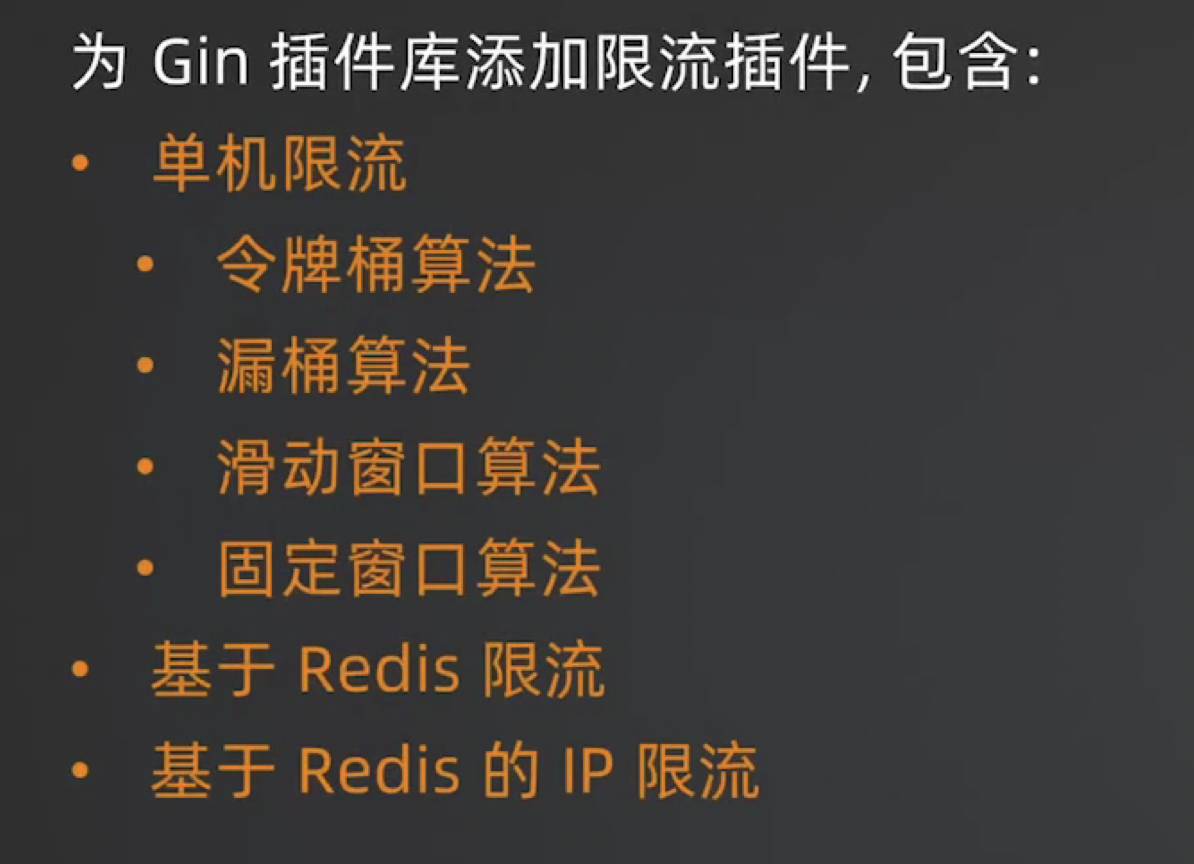 为 Gin 插件库添加限流插件, 包含:
• 单机限流
• 令牌桶算法
• 漏桶算法
• 滑动窗口算法
• 固定窗口算法
• 基于 Redis 限流
• 基于 Redis 的 IP 限流